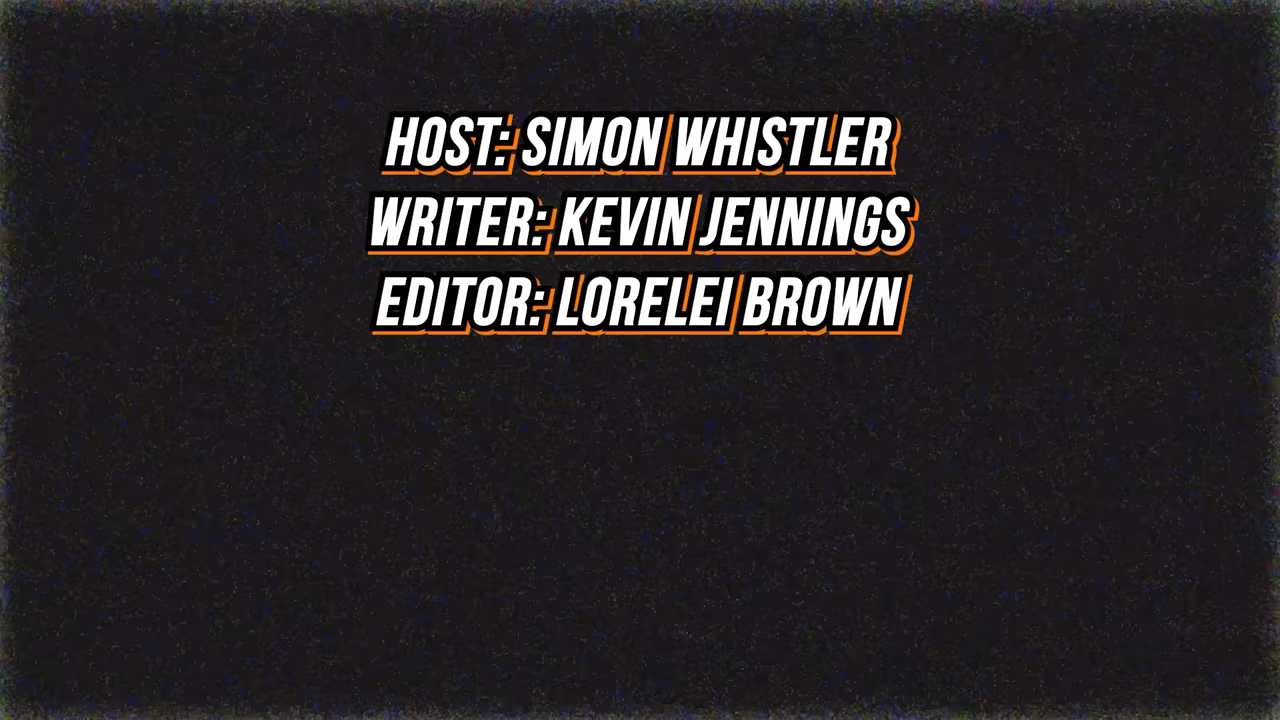 HOST: SIMON WHISTLER
WRITER: KEVIN JENNINGS
EDITOR: LORELEI BROWN